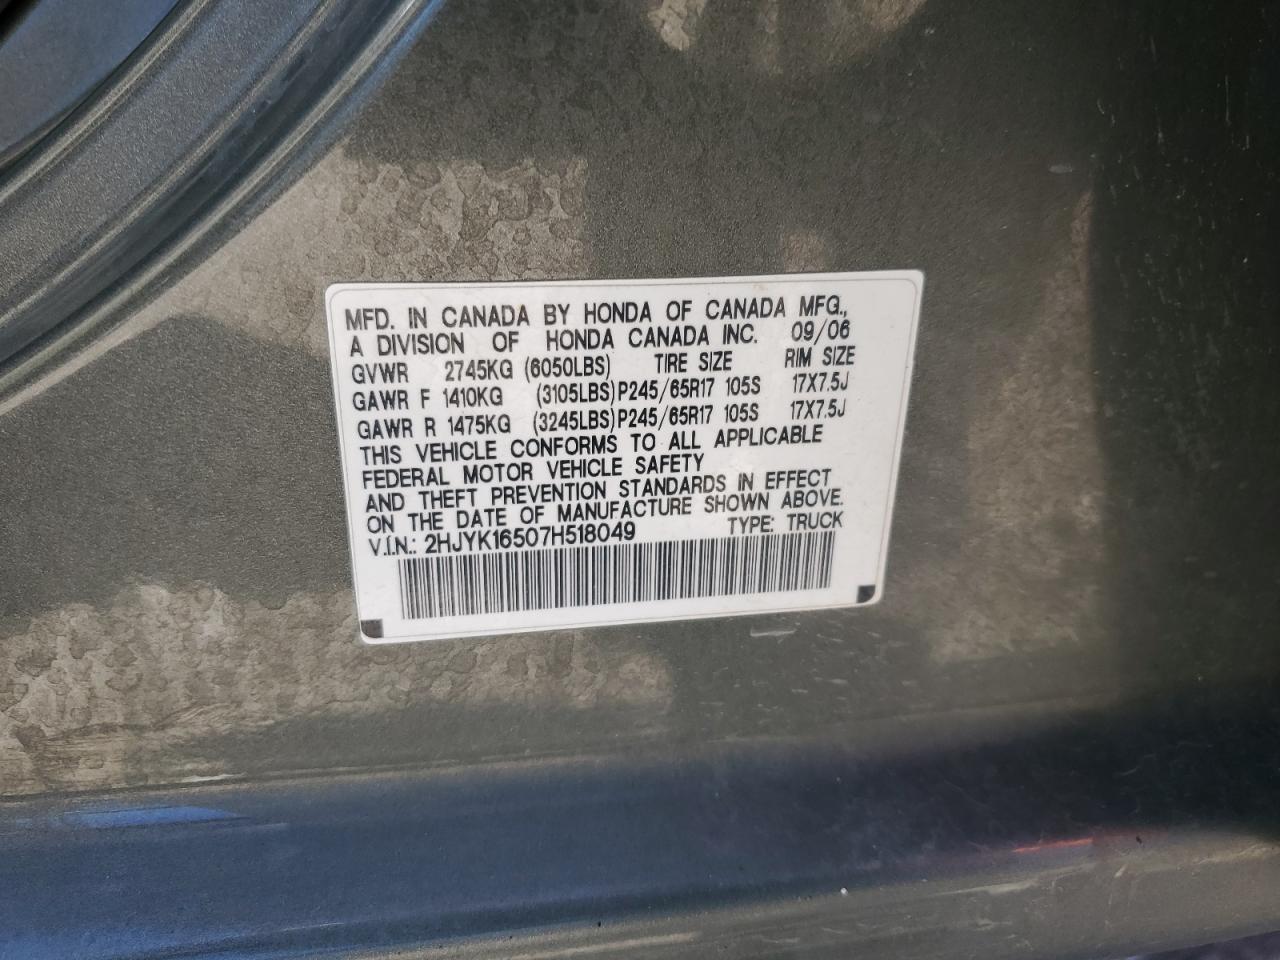 MFD. IN CANADA BY HONDA OF CANADA MFG.,
A DIVISION OF HONDA CANADA INC. 09/06
GVWR 2745KG (6050LBS) TIRE SIZE RIM SIZE
GAWR F 1410KG (3105LBS) P245/65R17 105S 17X7.5J
GAWR R 1475KG (3245LBS) P245/65R17 105S 17X7.5J
THIS VEHICLE CONFORMS TO ALL APPLICABLE
FEDERAL MOTOR VEHICLE SAFETY
AND THEFT PREVENTION STANDARDS IN EFFECT
ON THE DATE OF MANUFACTURE SHOWN ABOVE.
V.I.N.: 2HJYK16507H518049 TYPE: TRUCK